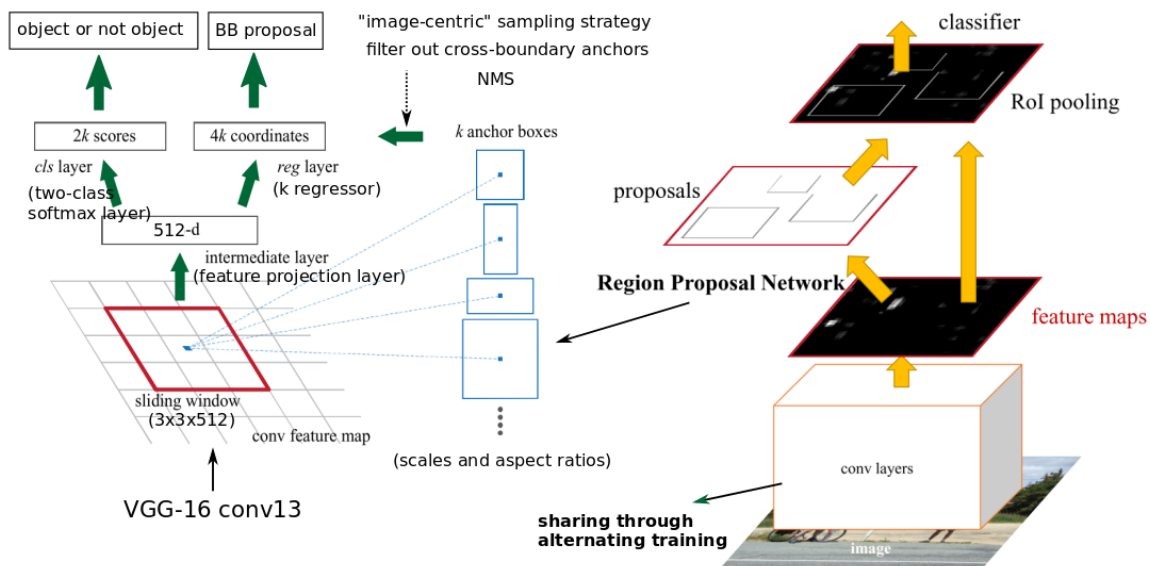 object or not object
BB proposal
"image-centric" sampling strategy
filter out cross-boundary anchors
NMS
2k scores
4k coordinates
k anchor boxes
cls layer
(two-class
softmax layer)
reg layer
(k regressor)
512-d
intermediate layer
(feature projection layer)
sliding window
(3x3x512)
conv feature map
VGG-16 conv13
(scales and aspect ratios)
classifier
RoI pooling
proposals
Region Proposal Network
feature maps
conv layers
sharing through
alternating training
image